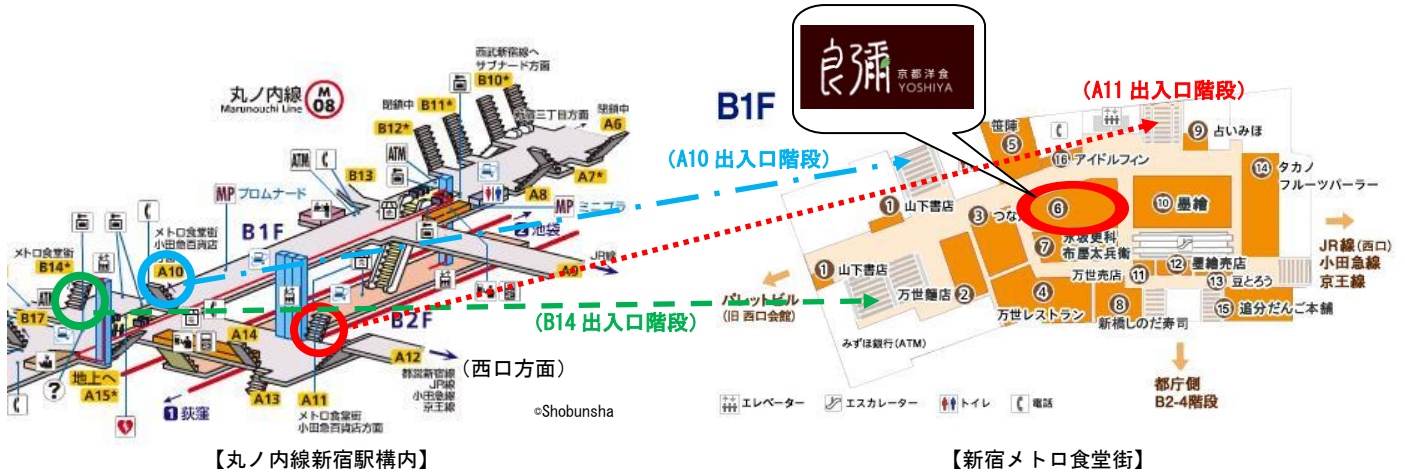 丸ノ内線
Marunouchi Line
M
08
西武新宿線へ
サブナード方面
B10*
閉鎖中
B11*
B12*
新宿三丁目方面
閉鎖中
A6
ATM
ATM
B13
A7*
A8
MP プロムナード
MP ミニプラ
B1F
メトロ食堂街
小田急百貨店
方面
A10
メトロ食堂街
B14*
ATM
B17
2 池袋
JR線
A9
B2F
A14
地上へ
A15*
?
A13
A11
メトロ食堂街
小田急百貨店方面
A12
都営新宿線
JR線
小田急線
京王線
(西口方面)
1 荻窪
©Shobunsha
【丸ノ内線新宿駅構内】
(A10 出入口階段)
(A11 出入口階段)
(B14 出入口階段)
良彌
京都洋食
YOSHIYA
B1F
笹陣
5
16 アイドルフィン
9 占いみほ
14 タカノ
フルーツパーラー
1 山下書店
3 つな
6
10 墨繪
7
永坂更科
布屋太兵衛
1 山下書店
万世麺店 2
4
万世レストラン
万世売店 11
12 墨繪売店
13 豆とろう
8
新橋しのだ寿司
15 追分だんご本舗
JR線(西口)
小田急線
京王線
パレットビル
(旧 西口会館)
みずほ銀行(ATM)
都庁側
B2-4階段
エレベーター
エスカレーター
トイレ
電話
【新宿メトロ食堂街】